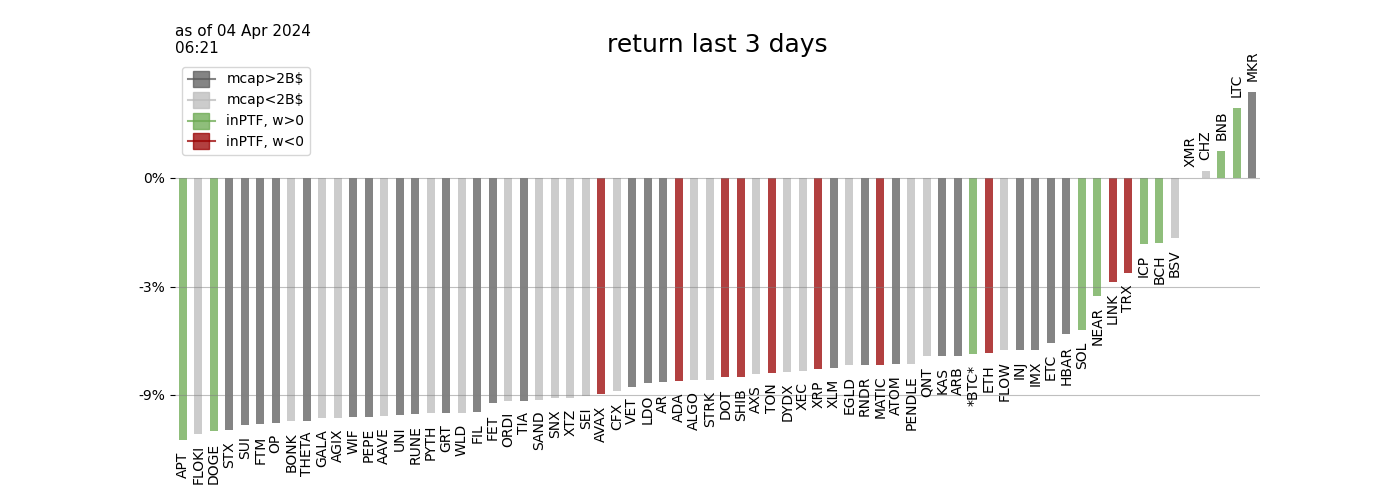 as of 04 Apr 2024
06:21
return last 3 days
mcap>2B$
mcap<2B$
inPTF, w>0
inPTF, w<0
0%
-3%
-9%
APT
FLOKI
DOGE
STX
SUI
FTM
OP
BONK
THETA
GALA
AGIX
WIF
PEPE
AAVE
UNI
RUNE
PYTH
GRT
WLD
FIL
FET
ORDI
TIA
SAND
SNX
XTZ
SEI
AVAX
CFX
VET
LDO
AR
ADA
ALGO
STRK
DOT
SHIB
AXS
TON
DYDX
XEC
XRP
XLM
EGLD
RNDR
MATIC
ATOM
PENDLE
QNT
KAS
ARB
*BTC*
ETH
FLOW
INJ
IMX
ETC
HBAR
SOL
NEAR
LINK
TRX
ICP
BCH
BSV
XMR
CHZ
BNB
LTC
MKR